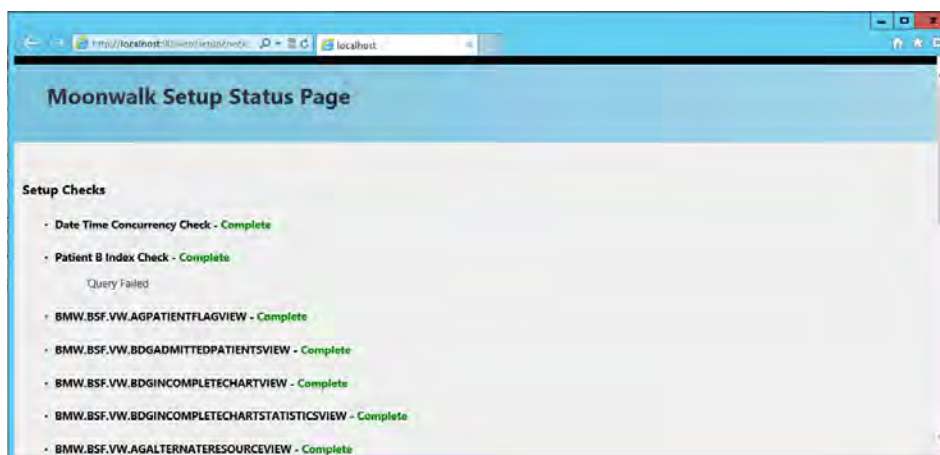 localhost
Moonwalk Setup Status Page
Setup Checks
• Date Time Concurrency Check - Complete
• Patient B Index Check - Complete
Query Failed
• BMW.BSF.VW.AGPATIENTFLAGVIEW - Complete
• BMW.BSF.VW.BDGADMITTEDPATIENTSVIEW - Complete
• BMW.BSF.VW.BDGINCOMPLETECHARTVIEW - Complete
• BMW.BSF.VW.BDGINCOMPLETECHARTSTATISTICSVIEW - Complete
• BMW.BSF.VW.AGALTERNATERESOURCEVIEW - Complete